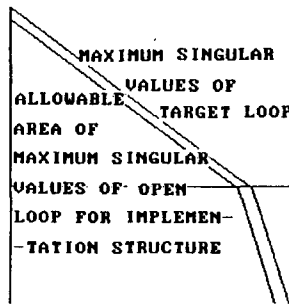 MAXIMUM SINGULAR
VALUES OF
TARGET LOOP
ALLOWABLE
AREA OF
MAXIMUM SINGULAR
VALUES OF OPEN
LOOP FOR IMPLEMEN-
-TATION STRUCTURE